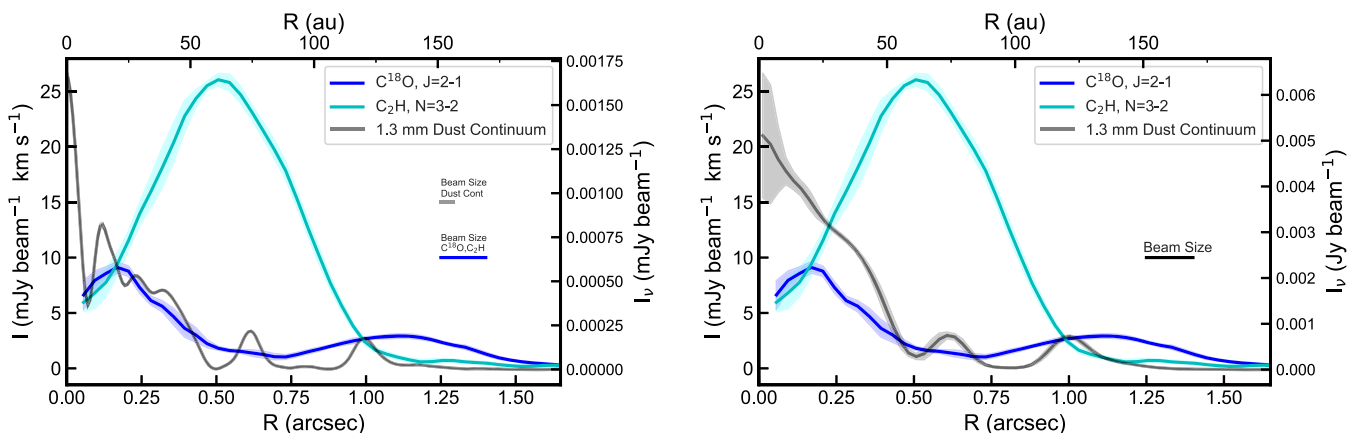 R (au)
0 50 100 150
C¹⁸O, J=2-1
C₂H, N=3-2
1.3 mm Dust Continuum
Beam Size
Dust Cont
Beam Size
C¹⁸O,C₂H
I (mJy beam⁻¹ km s⁻¹)
25
20
15
10
5
0
0.00175
0.00150
0.00125
0.00100
0.00075
0.00050
0.00025
0.00000
Iν (mJy beam⁻¹)
0.00 0.25 0.50 0.75 1.00 1.25 1.50
R (arcsec)
R (au)
0 50 100 150
C¹⁸O, J=2-1
C₂H, N=3-2
1.3 mm Dust Continuum
Beam Size
I (mJy beam⁻¹ km s⁻¹)
25
20
15
10
5
0
0.006
0.005
0.004
0.003
0.002
0.001
0.000
Iν (Jy beam⁻¹)
0.00 0.25 0.50 0.75 1.00 1.25 1.50
R (arcsec)